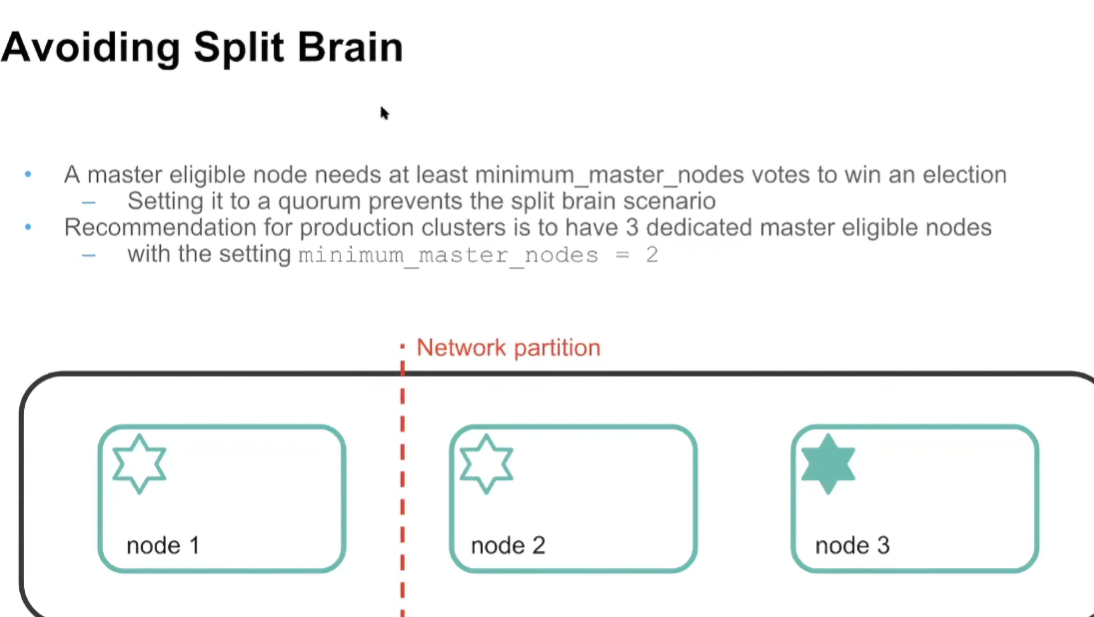 Avoiding Split Brain
• A master eligible node needs at least minimum_master_nodes votes to win an election
– Setting it to a quorum prevents the split brain scenario
• Recommendation for production clusters is to have 3 dedicated master eligible nodes
– with the setting minimum_master_nodes = 2
Network partition
node 1
node 2
node 3